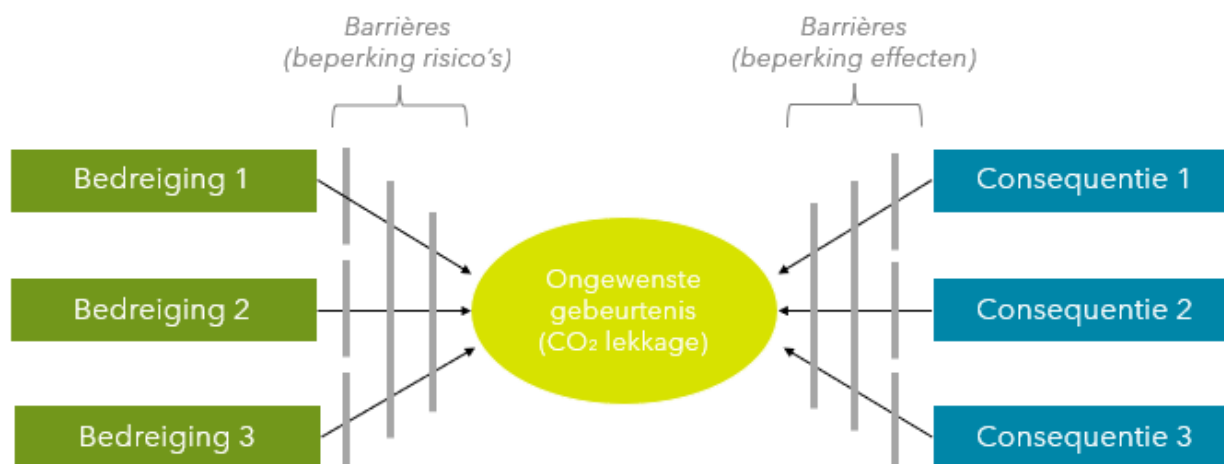 Barrières
(beperking risico's)
Barrières
(beperking effecten)
Bedreiging 1
Consequentie 1
Bedreiging 2
Ongewenste
gebeurtenis
(CO₂ lekkage)
Consequentie 2
Bedreiging 3
Consequentie 3